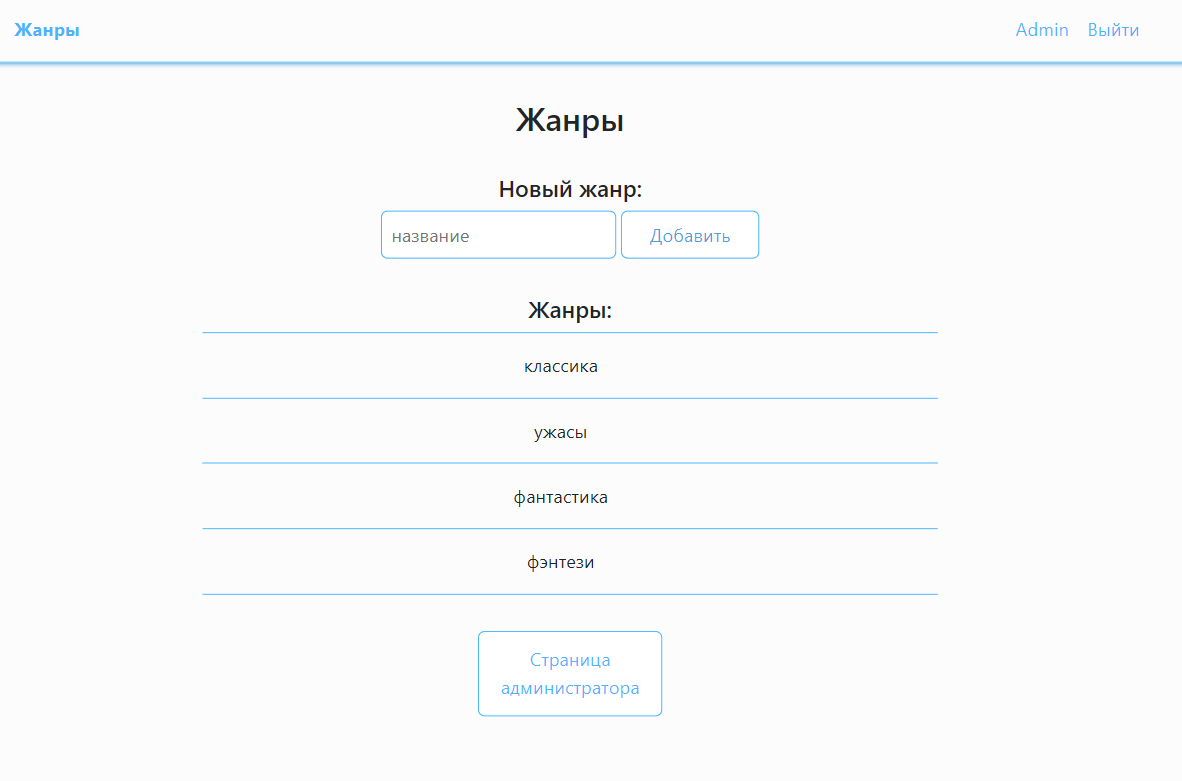 Жанры
Admin Выйти
Жанры
Новый жанр:
название Добавить
Жанры:
классика
ужасы
фантастика
фэнтези
Страница
администратора